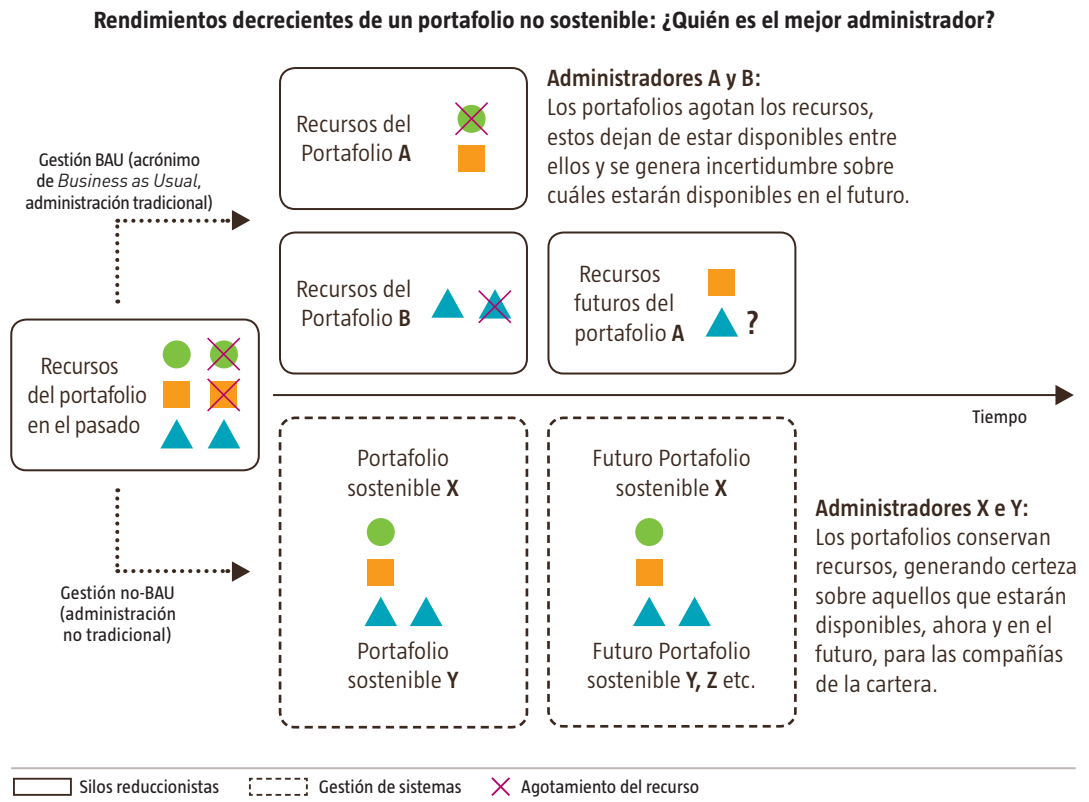 Rendimientos decrecientes de un portafolio no sostenible: ¿Quién es el mejor administrador?
Gestión BAU (acrónimo
de Business as Usual,
administración tradicional)
Recursos del
Portafolio A
Administradores A y B:
Los portafolios agotan los recursos,
estos dejan de estar disponibles entre
ellos y se genera incertidumbre sobre
cuáles estarán disponibles en el futuro.
Recursos del
Portafolio B
Recursos
futuros del
portafolio A
?
Recursos
del portafolio
en el pasado
Tiempo
Gestión no-BAU
(administración
no tradicional)
Portafolio
sostenible X
Portafolio
sostenible Y
Futuro Portafolio
sostenible X
Futuro Portafolio
sostenible Y, Z etc.
Administradores X e Y:
Los portafolios conservan
recursos, generando certeza
sobre aquellos que estarán
disponibles, ahora y en el
futuro, para las compañías
de la cartera.
Silos reduccionistas
Gestión de sistemas
Agotamiento del recurso